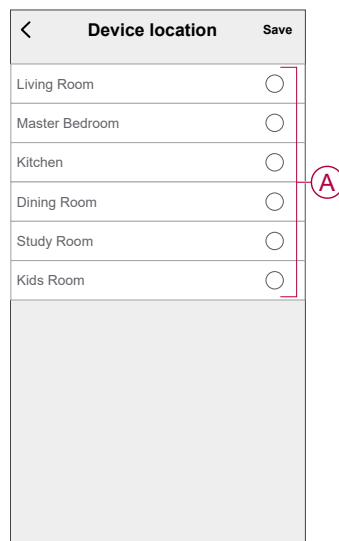 Device location Save
Living Room
Master Bedroom
Kitchen
A
Dining Room
Study Room
Kids Room